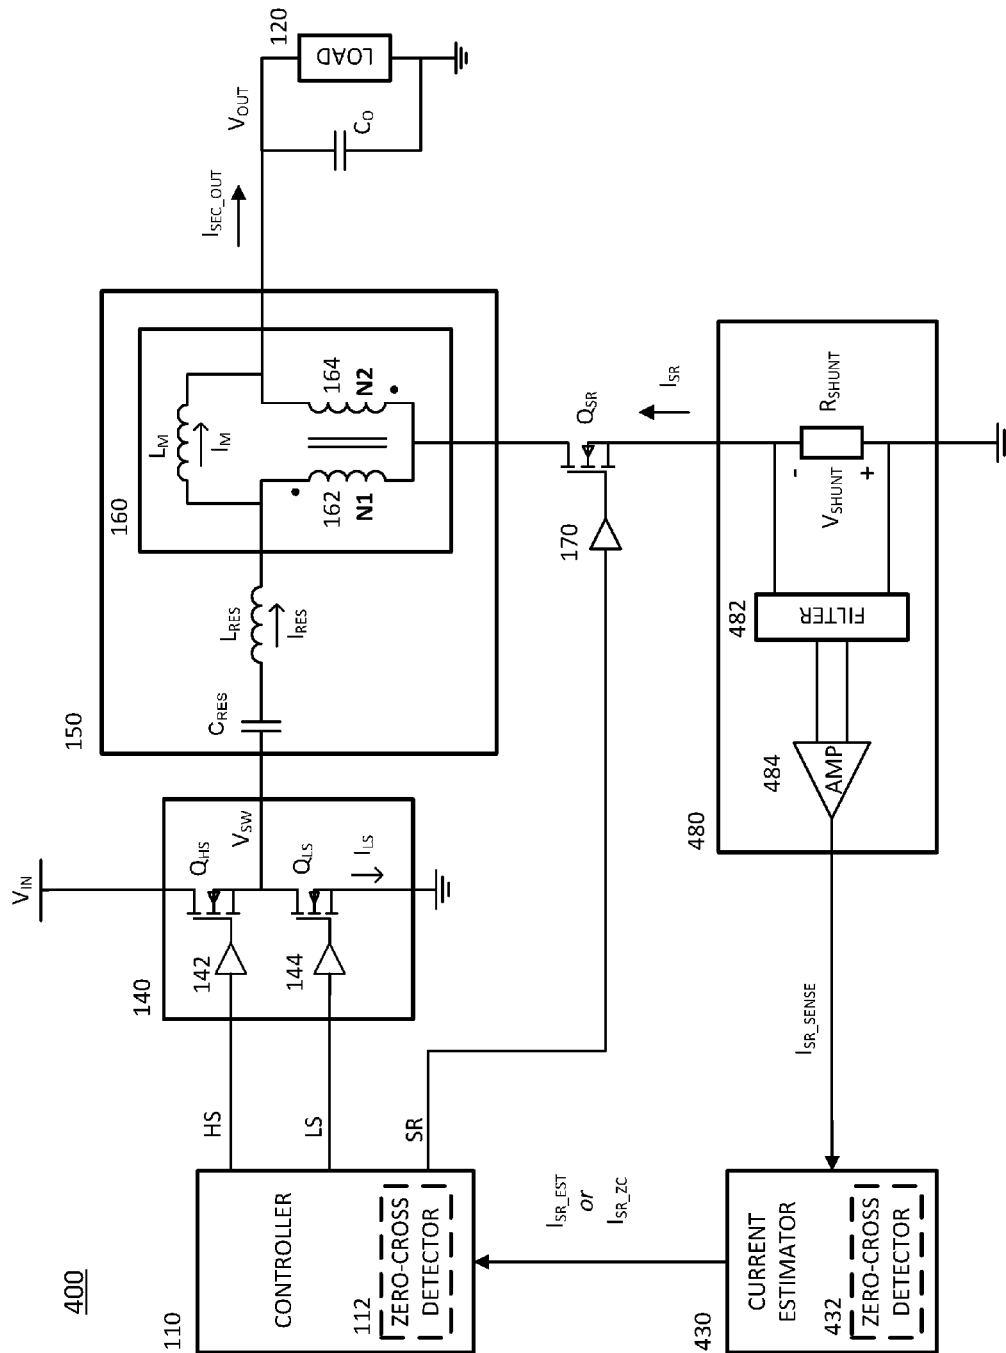 400
110
CONTROLLER
112
ZERO-CROSS
DETECTOR
HS
LS
SR
140
142
144
V_IN
Q_HS
Q_LS
V_SW
I_LS
150
C_RES
L_RES
I_RES
160
L_M
I_M
162
N1
164
N2
I_SEC_OUT
V_OUT
C_O
120
LOAD
170
Q_SR
I_SR
480
484
AMP
482
FILTER
-
V_SHUNT
+
R_SHUNT
I_SR_SENSE
I_SR_EST
or
I_SR_ZC
430
CURRENT
ESTIMATOR
432
ZERO-CROSS
DETECTOR